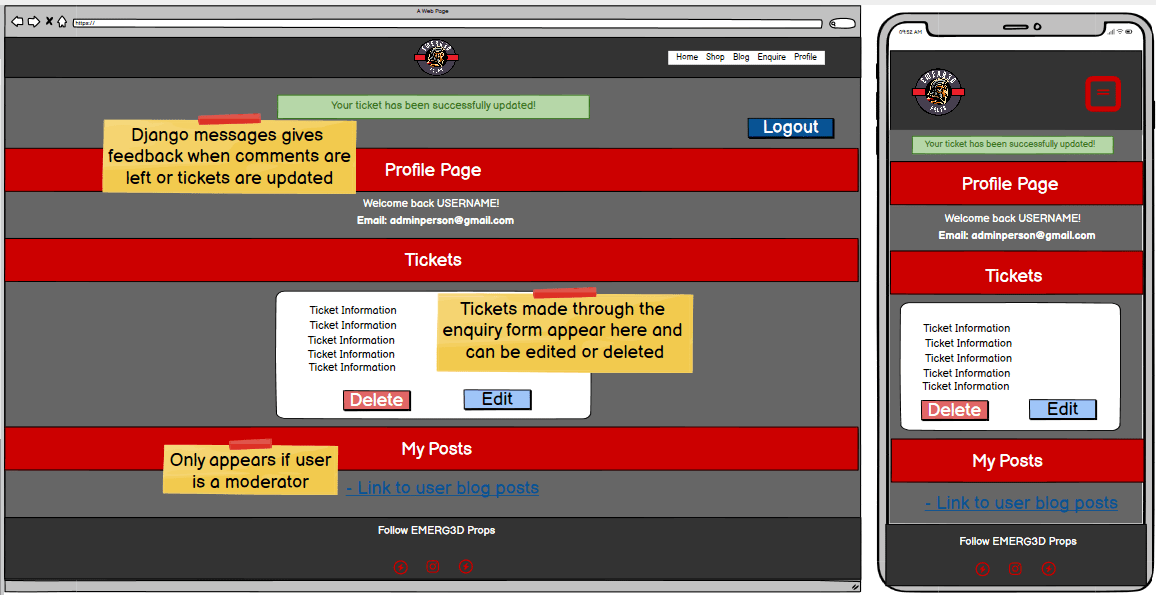 A Web Page
https://
EMERG3D
PROPS
Home Shop Blog Enquire Profile
Your ticket has been successfully updated!
Logout
Django messages gives
feedback when comments are
left or tickets are updated
Profile Page
Welcome back USERNAME!
Email: adminperson@gmail.com
Tickets
Ticket Information
Ticket Information
Ticket Information
Ticket Information
Ticket Information
Tickets made through the
enquiry form appear here and
can be edited or deleted
Delete Edit
My Posts
Only appears if user
is a moderator
- Link to user blog posts
Follow EMERG3D Props
09:52 AM
EMERG3D
PROPS
Your ticket has been successfully updated!
Profile Page
Welcome back USERNAME!
Email: adminperson@gmail.com
Tickets
Ticket Information
Ticket Information
Ticket Information
Ticket Information
Ticket Information
Delete Edit
My Posts
- Link to user blog posts
Follow EMERG3D Props